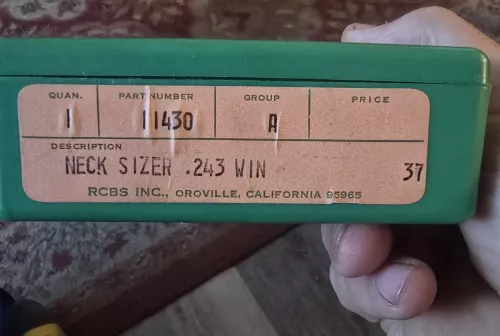 QUAN. PART NUMBER GROUP PRICE
1 11430 A
DESCRIPTION
NECK SIZER .243 WIN 37
RCBS INC., OROVILLE, CALIFORNIA 95965